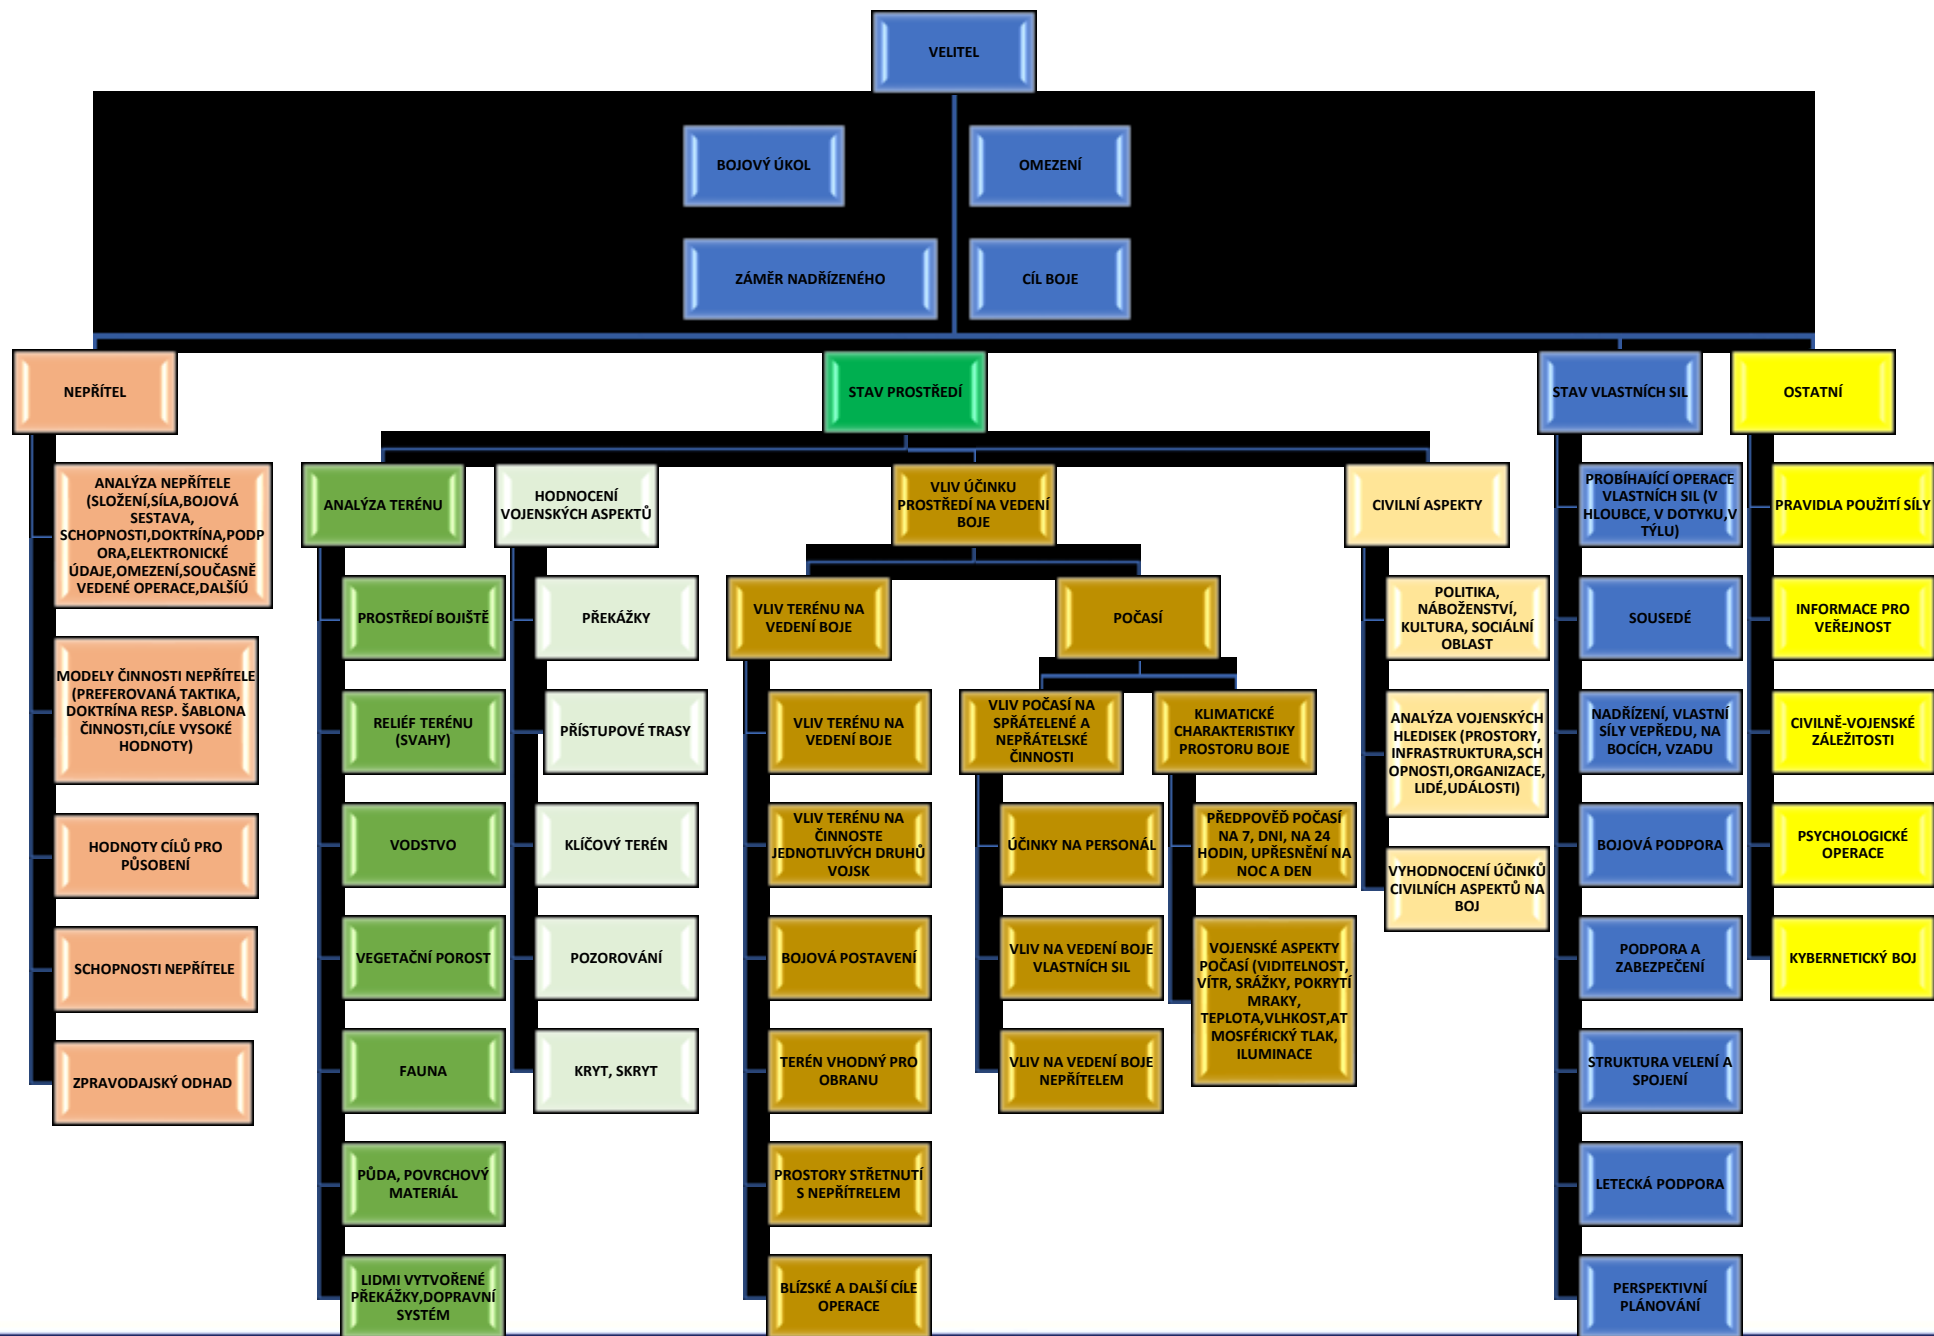 VELITEL
BOJOVÝ ÚKOL
OMEZENÍ
ZÁMĚR NADŘÍZENÉHO
CÍL BOJE
NEPŘÍTEL
STAV PROSTŘEDÍ
STAV VLASTNÍCH SIL
OSTATNÍ
ANALÝZA NEPŘÍTELE
(SLOŽENÍ,SÍLA,BOJOVÁ
SESTAVA,
SCHOPNOSTI,DOKTRÍNA,PODP
ORA,ELEKTRONICKÉ
ÚDAJE,OMEZENÍ,SOUČASNĚ
VEDENÉ OPERACE,DALŠÍÚ
MODELY ČINNOSTI NEPŘÍTELE
(PREFEROVANÁ TAKTIKA,
DOKTRÍNA RESP. ŠABLONA
ČINNOSTI,CÍLE VYSOKÉ
HODNOTY)
HODNOTY CÍLŮ PRO
PŮSOBENÍ
SCHOPNOSTI NEPŘÍTELE
ZPRAVODAJSKÝ ODHAD
ANALÝZA TERÉNU
PROSTŘEDÍ BOJIŠTĚ
RELIÉF TERÉNU
(SVAHY)
VODSTVO
VEGETAČNÍ POROST
FAUNA
PŮDA, POVRCHOVÝ
MATERIÁL
LIDMI VYTVOŘENÉ
PŘEKÁŽKY,DOPRAVNÍ
SYSTÉM
HODNOCENÍ
VOJENSKÝCH ASPEKTŮ
PŘEKÁŽKY
PŘÍSTUPOVÉ TRASY
KLÍČOVÝ TERÉN
POZOROVÁNÍ
KRYT, SKRYT
VLIV ÚČINKU
PROSTŘEDÍ NA VEDENÍ
BOJE
VLIV TERÉNU NA
VEDENÍ BOJE
VLIV TERÉNU NA
VEDENÍ BOJE
VLIV TERÉNU NA
ČINNOSTE
JEDNOTLIVÝCH DRUHŮ
VOJSK
BOJOVÁ POSTAVENÍ
TERÉN VHODNÝ PRO
OBRANU
PROSTORY STŘETNUTÍ
S NEPŘÍTRELEM
BLÍZSKÉ A DALŠÍ CÍLE
OPERACE
POČASÍ
VLIV POČASÍ NA
SPŘÁTELENÉ A
NEPŘÁTELSKÉ
ČINNOSTI
ÚČINKY NA PERSONÁL
VLIV NA VEDENÍ BOJE
VLASTNÍCH SIL
VLIV NA VEDENÍ BOJE
NEPŘÍTELEM
KLIMATICKÉ
CHARAKTERISTIKY
PROSTORU BOJE
PŘEDPOVĚĎ POČASÍ
NA 7, DNI, NA 24
HODIN, UPŘESNĚNÍ NA
NOC A DEN
VOJENSKÉ ASPEKTY
POČASÍ (VIDITELNOST,
VÍTR, SRÁŽKY, POKRYTÍ
MRAKY,
TEPLOTA,VLHKOST,AT
MOSFÉRICKÝ TLAK,
ILUMINACE
CIVILNÍ ASPEKTY
POLITIKA,
NÁBOŽENSTVÍ,
KULTURA, SOCIÁLNÍ
OBLAST
ANALÝZA VOJENSKÝCH
HLEDISEK (PROSTORY,
INFRASTRUKTURA,SCH
OPNOSTI,ORGANIZACE,
LIDÉ,UDÁLOSTI)
VYHODNOCENÍ ÚČINKŮ
CIVILNÍCH ASPEKTŮ NA
BOJ
PROBÍHAJÍCÍ OPERACE
VLASTNÍCH SIL (V
HLOUBCE, V DOTYKU,V
TÝLU)
SOUSEDÉ
NADŘÍZENÍ, VLASTNÍ
SÍLY VEPŘEDU, NA
BOCÍCH, VZADU
BOJOVÁ PODPORA
PODPORA A
ZABEZPEČENÍ
STRUKTURA VELENÍ A
SPOJENÍ
LETECKÁ PODPORA
PERSPEKTIVNÍ
PLÁNOVÁNÍ
PRAVIDLA POUŽITÍ SÍLY
INFORMACE PRO
VEŘEJNOST
CIVILNĚ-VOJENSKÉ
ZÁLEŽITOSTI
PSYCHOLOGICKÉ
OPERACE
KYBERNETICKÝ BOJ